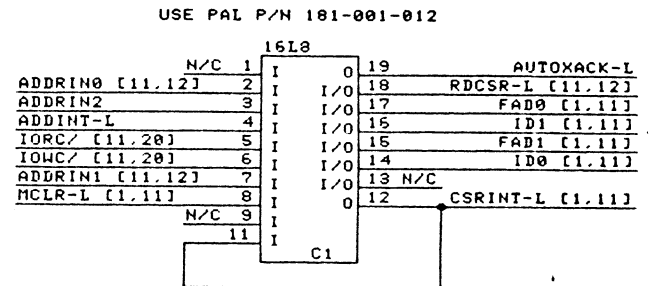 USE PAL P/N 181-001-012
16L8
N/C 1 I O 19 AUTOXACK-L
ADDRIN0 [11,12] 2 I I/O 18 RDCSR-L [11,12]
ADDRIN2 3 I I/O 17 FAD0 [1,11]
ADDINT-L 4 I I/O 16 ID1 [1,11]
IORC/ [11,20] 5 I I/O 15 FAD1 [1,11]
IOWC/ [11,20] 6 I I/O 14 ID0 [1,11]
ADDRIN1 [11,12] 7 I I/O 13 N/C
MCLR-L [1,11] 8 I O 12 CSRINT-L [1,11]
N/C 9 I
11 I
C1